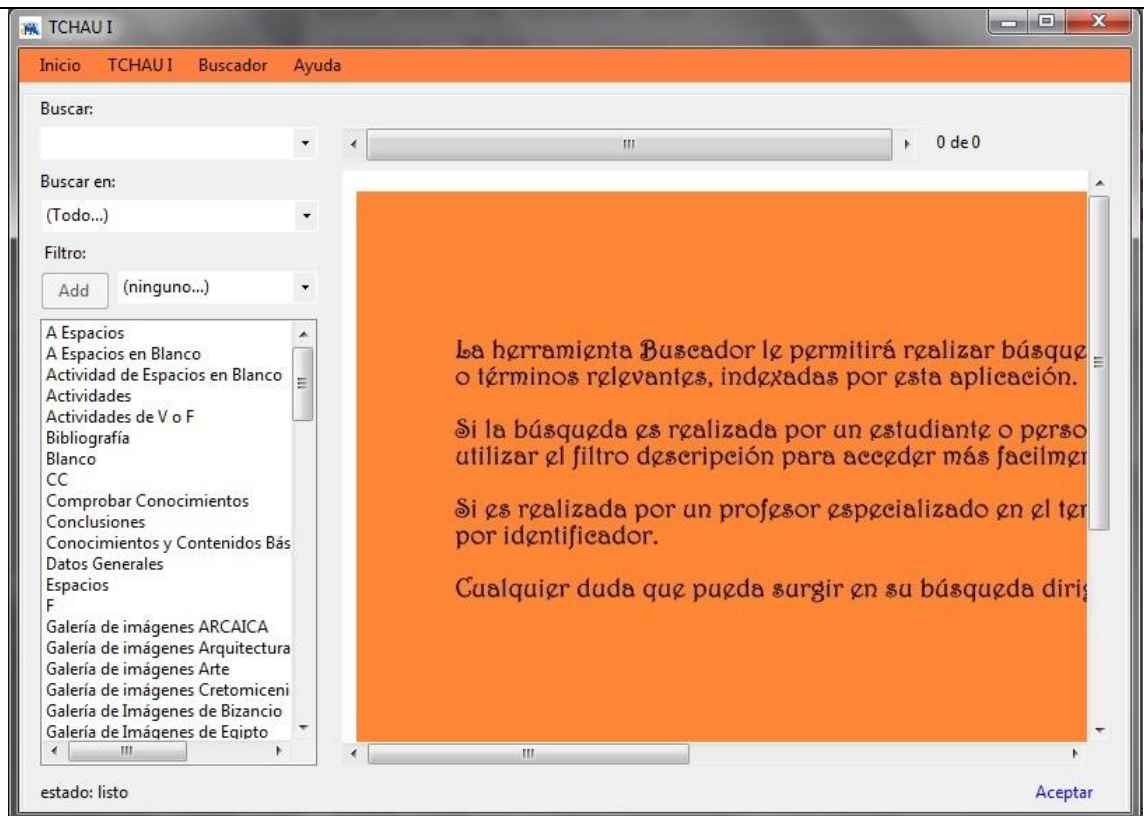 TCHAU I
Inicio TCHAU I Buscador Ayuda
Buscar:
0 de 0
Buscar en:
(Todo...)
Filtro:
Add (ninguno...)
A Espacios
A Espacios en Blanco
Actividad de Espacios en Blanco
Actividades
Actividades de V o F
Bibliografía
Blanco
CC
Comprobar Conocimientos
Conclusiones
Conocimientos y Contenidos Bás
Datos Generales
Espacios
F
Galería de imágenes ARCAICA
Galería de imágenes Arquitectura
Galería de imágenes Arte
Galería de imágenes Cretomiceni
Galería de Imágenes de Bizancio
Galería de Imágenes de Egipto
La herramienta Buscador le permitirá realizar búsque
o términos relevantes, indexadas por esta aplicación.
Si la búsqueda es realizada por un estudiante o perso
utilizar el filtro descripción para acceder más facilmen
Si es realizada por un profesor especializado en el ten
por identificador.
Cualquier duda que pueda surgir en su búsqueda dirig
estado: listo
Aceptar